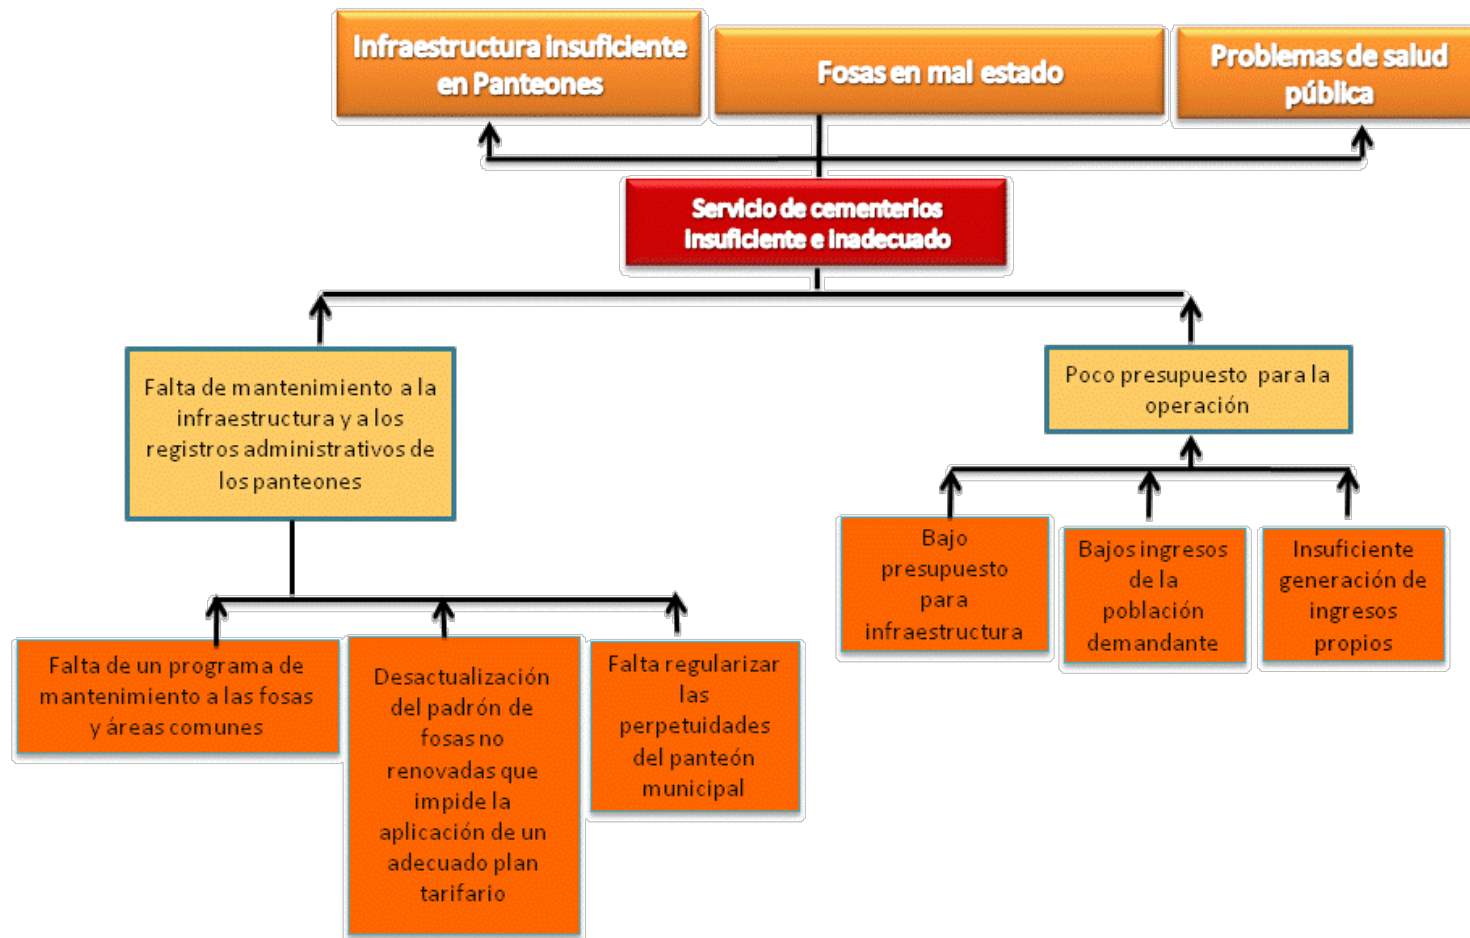 Infraestructura insuficiente
en Panteones
Fosas en mal estado
Problemas de salud
pública
Servicio de cementerios
insuficiente e inadecuado
Falta de mantenimiento a la
infraestructura y a los
registros administrativos de
los panteones
Poco presupuesto para la
operación
Bajo
presupuesto
para
infraestructura
Bajos ingresos
de la
población
demandante
Insuficiente
generación de
ingresos
propios
Falta de un programa de
mantenimiento a las fosas
y áreas comunes
Desactualización
del padrón de
fosas no
renovadas que
impide la
aplicación de un
adecuado plan
tarifario
Falta regularizar
las
perpetuidades
del panteón
municipal